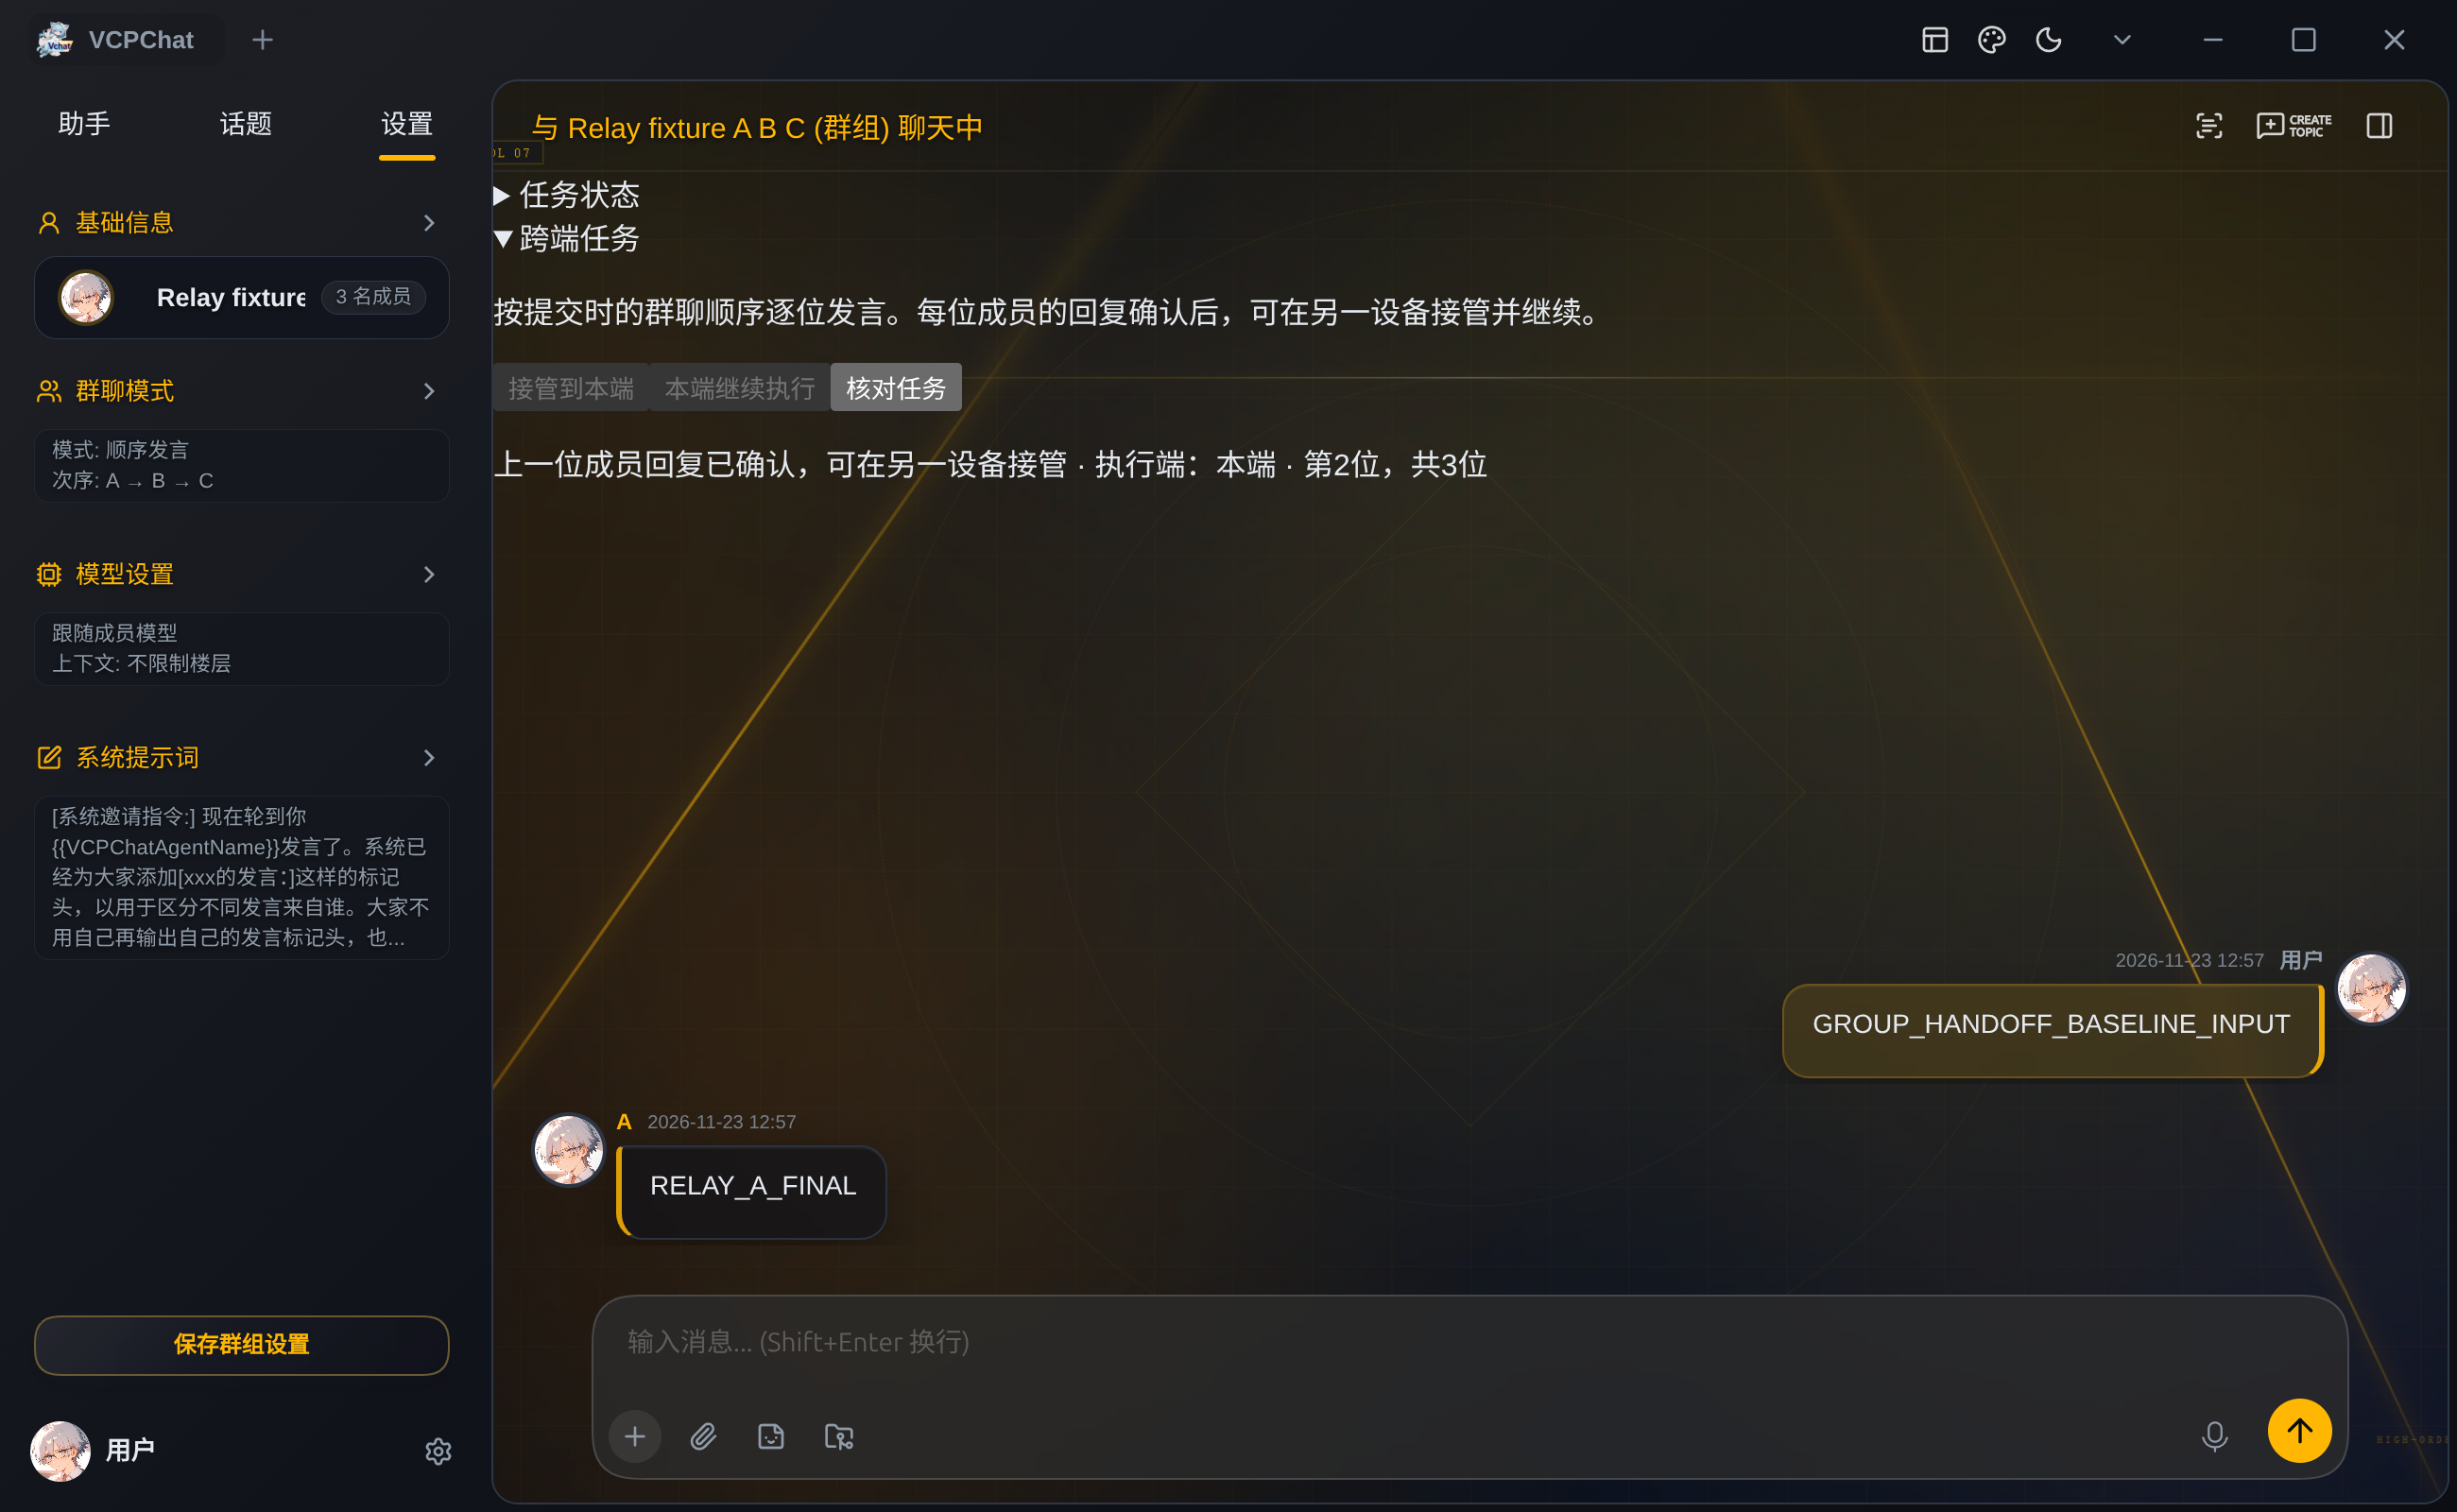 VCPChat
助手 话题 设置
与 Relay fixture A B C (群组) 聊天中
CREATE
TOPIC
OL 07
基础信息
Relay fixture 3 名成员
群聊模式
模式: 顺序发言
次序: A → B → C
模型设置
跟随成员模型
上下文: 不限制楼层
系统提示词
[系统邀请指令:] 现在轮到你
{{VCPChatAgentName}}发言了。系统已
经为大家添加[xxx的发言：]这样的标记
头，以用于区分不同发言来自谁。大家不
用自己再输出自己的发言标记头，也...
保存群组设置
用户
任务状态
跨端任务
按提交时的群聊顺序逐位发言。每位成员的回复确认后，可在另一设备接管并继续。
接管到本端 本端继续执行 核对任务
上一位成员回复已确认，可在另一设备接管 · 执行端：本端 · 第2位，共3位
2026-11-23 12:57 用户
GROUP_HANDOFF_BASELINE_INPUT
A 2026-11-23 12:57
RELAY_A_FINAL
输入消息... (Shift+Enter 换行)